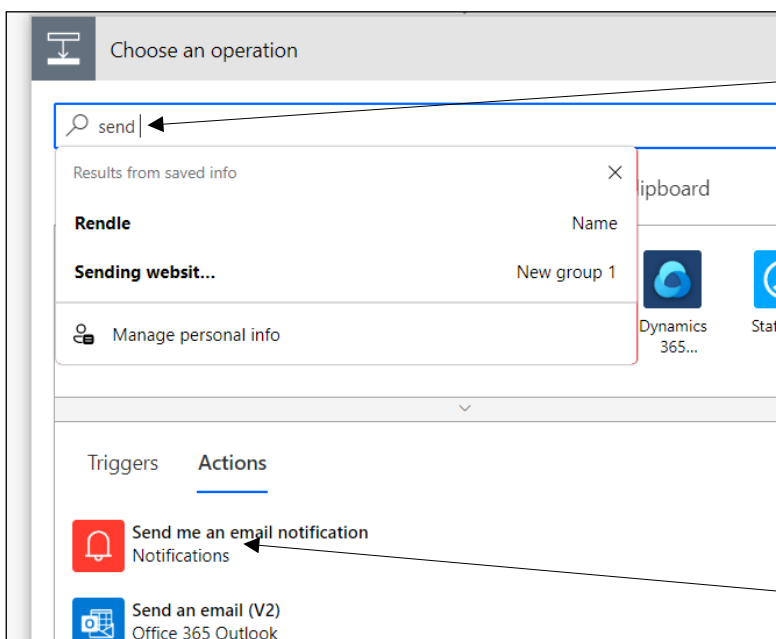 Choose an operation
send
Results from saved info
Rendle Name
Sending websit... New group 1
Manage personal info
lipboard
Dynamics
365...
Stat
Triggers Actions
Send me an email notification
Notifications
Send an email (V2)
Office 365 Outlook